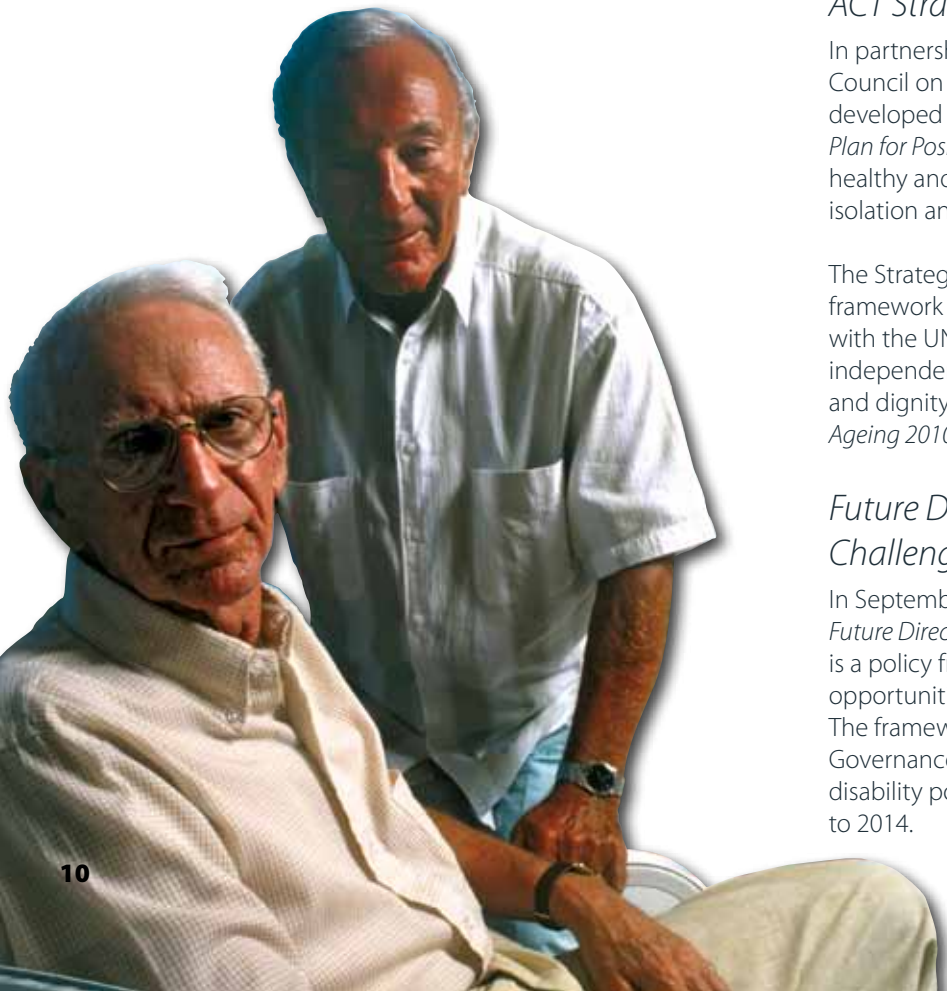 ACT Stra
In partnersh
Council on
developed
Plan for Pos
healthy and
isolation an
The Strateg
framework
with the UN
independe
and dignity
Ageing 2010
Future D
Challeng
In Septemb
Future Direc
is a policy f
opportunit
The framew
Governance
disability po
to 2014.
10